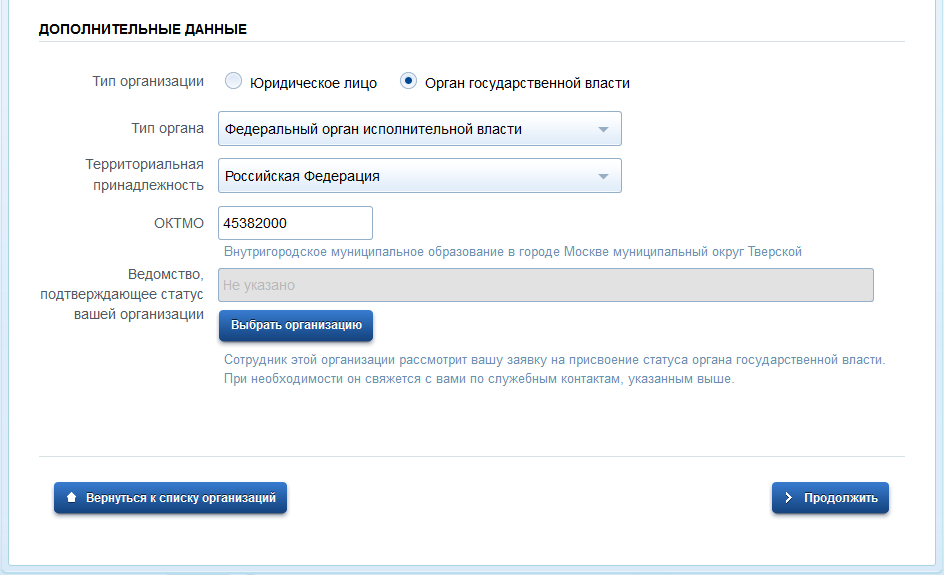 ДОПОЛНИТЕЛЬНЫЕ ДАННЫЕ
Тип организации Юридическое лицо Орган государственной власти
Тип органа Федеральный орган исполнительной власти
Территориальная
принадлежность Российская Федерация
ОКТМО 45382000
Внутригородское муниципальное образование в городе Москве муниципальный округ Тверской
Ведомство,
подтверждающее статус
вашей организации
Не указано
Выбрать организацию
Сотрудник этой организации рассмотрит вашу заявку на присвоение статуса органа государственной власти.
При необходимости он свяжется с вами по служебным контактам, указанным выше.
Вернуться к списку организаций Продолжить